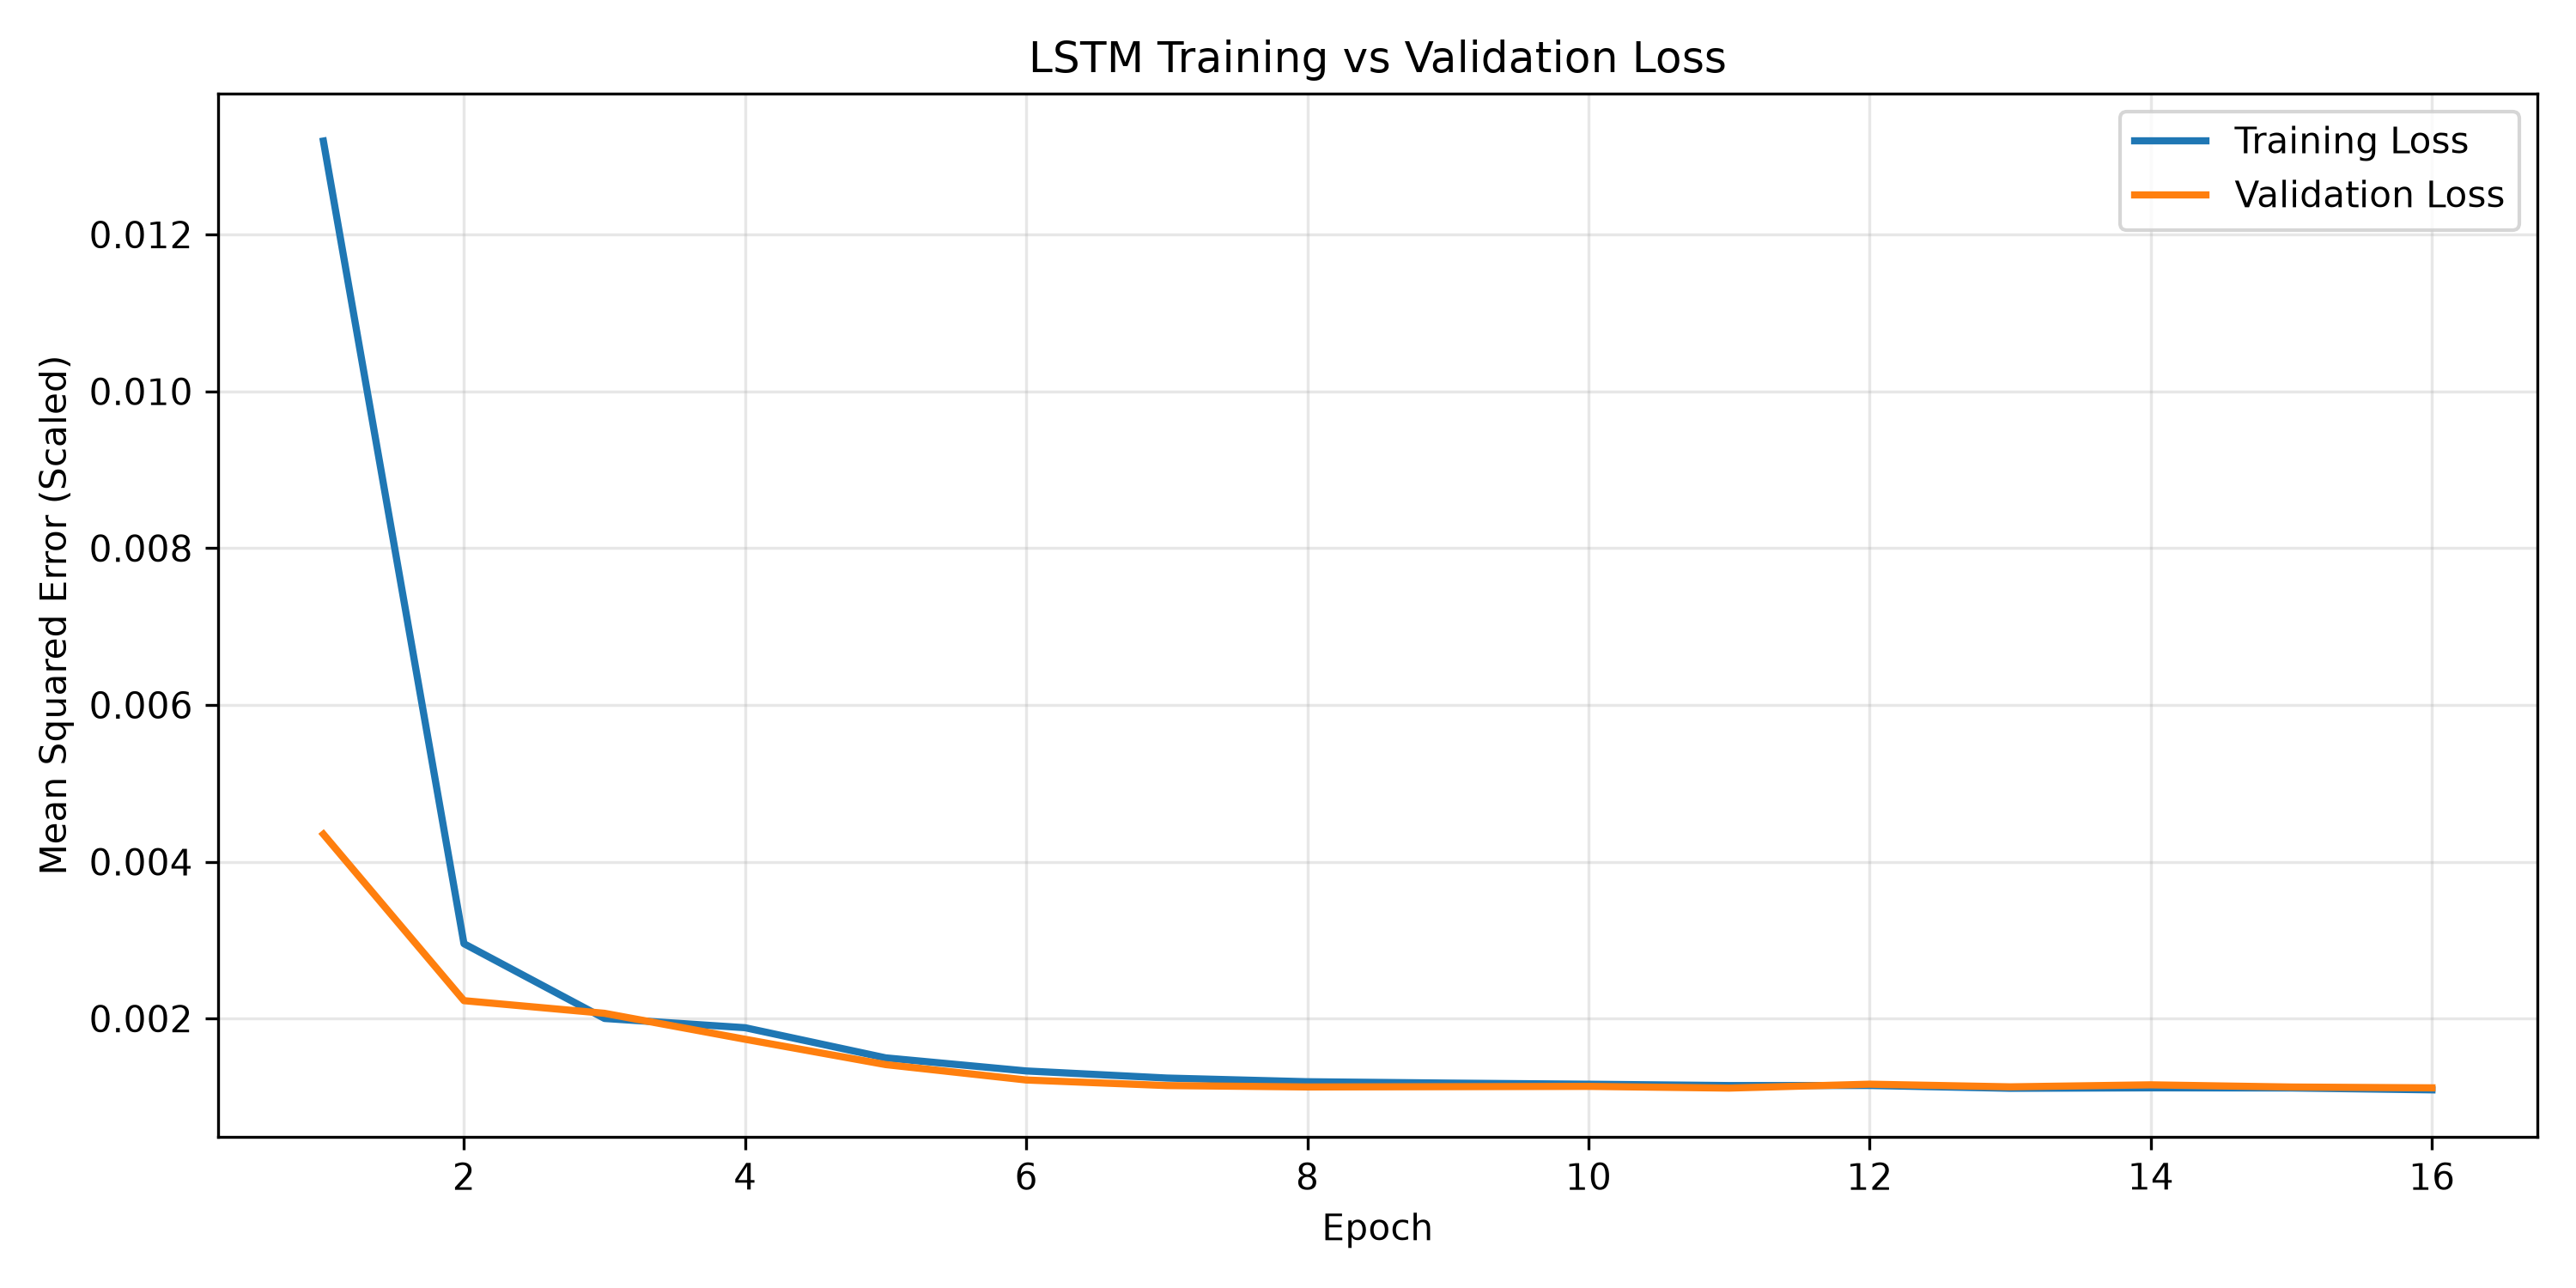 LSTM Training vs Validation Loss
Training Loss
Validation Loss
Mean Squared Error (Scaled)
0.012
0.010
0.008
0.006
0.004
0.002
2 4 6 8 10 12 14 16
Epoch